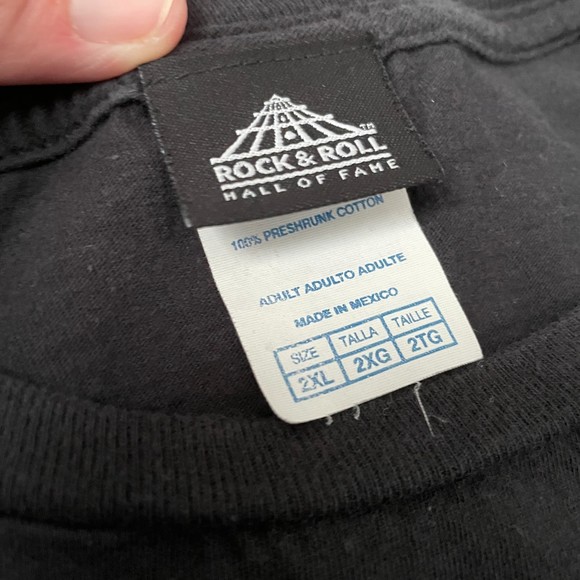 ROCK & ROLL TM
HALL OF FAME
100% PRESHRUNK COTTON
ADULT ADULTO ADULTE
MADE IN MEXICO
SIZE TALLA TAILLE
2XL 2XG 2TG